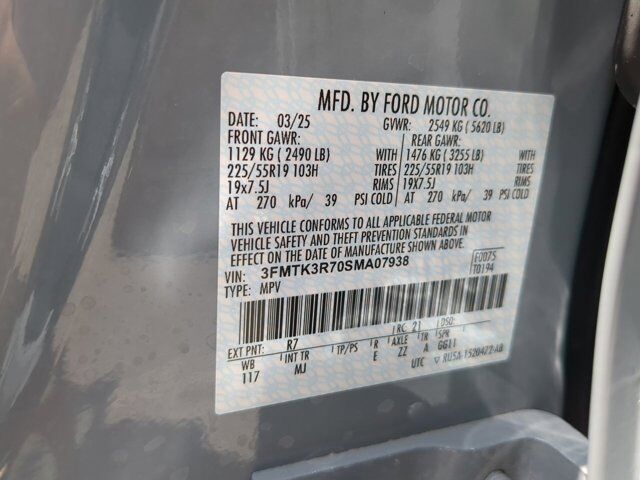 MFD. BY FORD MOTOR CO.
DATE: 03/25 GVWR: 2549 KG ( 5620 LB)
FRONT GAWR: REAR GAWR:
1129 KG ( 2490 LB) WITH 1476 KG ( 3255 LB) WITH
225/55R19 103H TIRES 225/55R19 103H TIRES
19x7.5J RIMS 19X7.5J RIMS
AT 270 kPa/ 39 PSI COLD AT 270 kPa/ 39 PSI COLD
THIS VEHICLE CONFORMS TO ALL APPLICABLE FEDERAL MOTOR
VEHICLE SAFETY AND THEFT PREVENTION STANDARDS IN
EFFECT ON THE DATE OF MANUFACTURE SHOWN ABOVE.
VIN: 3FMTK3R70SMA07938 F0075
TYPE: MPV T0194
EXT PNT: R7 RC: 21 DSO:
WB INT TR TP/PS R AXLE TR SPR
117 MJ E ZZ A GG11
UTC RU5A-1520472-AB